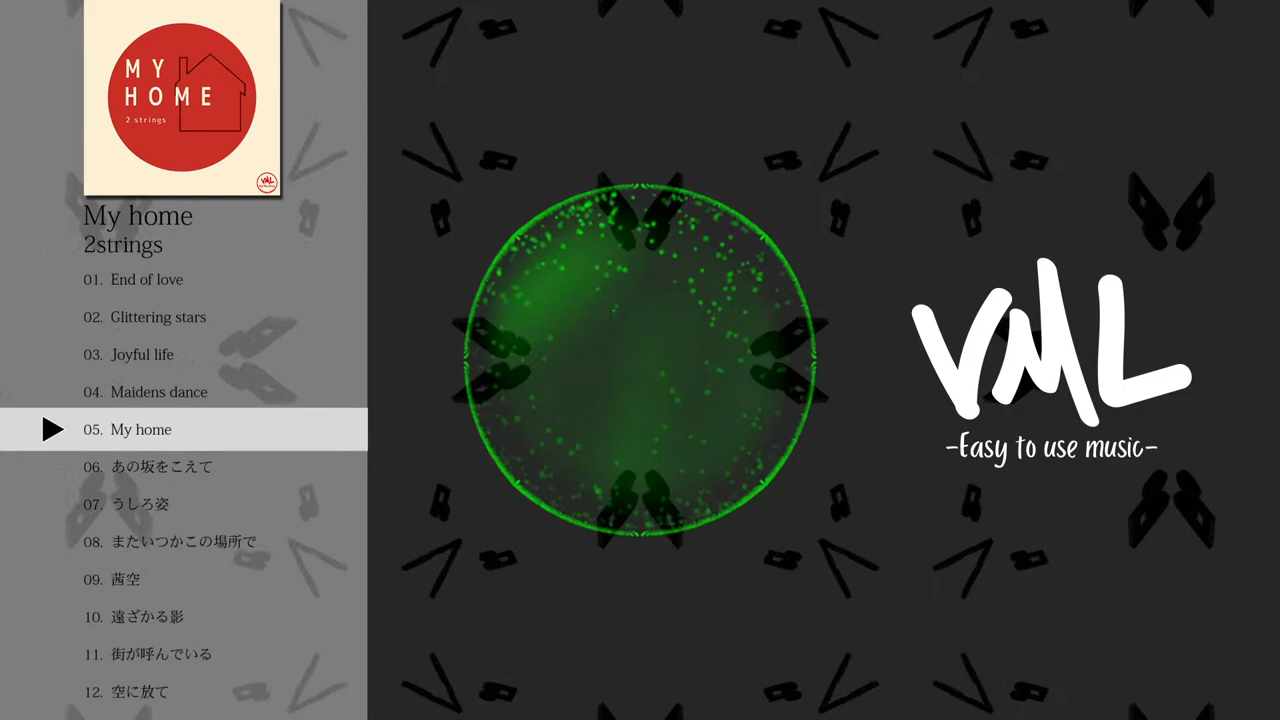 MY
HOME
2 strings
VML
My home
2strings
01. End of love
02. Glittering stars
03. Joyful life
04. Maidens dance
05. My home
06. あの坂をこえて
07. うしろ姿
08. またいつかこの場所で
09. 茜空
10. 遠ざかる影
11. 街が呼んでいる
12. 空に放て
VML
-Easy to use music-